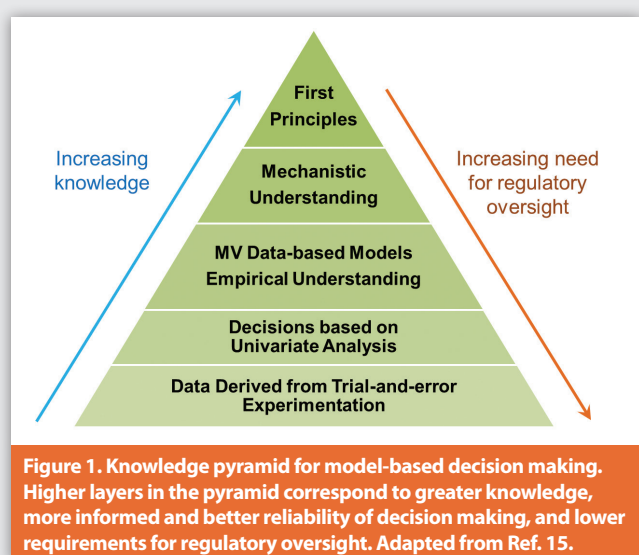 First
Principles
Increasing
knowledge
Increasing need
for regulatory
oversight
Mechanistic
Understanding
MV Data-based Models
Empirical Understanding
Decisions based on
Univariate Analysis
Data Derived from Trial-and-error
Experimentation
Figure 1. Knowledge pyramid for model-based decision making.
Higher layers in the pyramid correspond to greater knowledge,
more informed and better reliability of decision making, and lower
requirements for regulatory oversight. Adapted from Ref. 15.